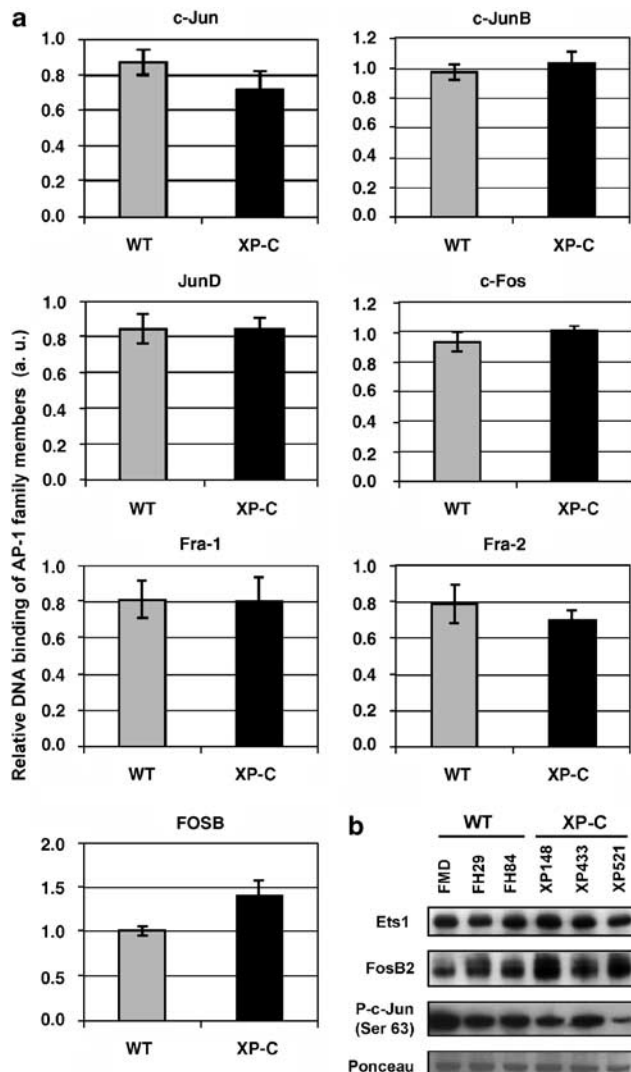 a
c-Jun
1.0
0.8
0.6
0.4
0.2
0.0
WT XP-C
c-JunB
1.2
1.0
0.8
0.6
0.4
0.2
0.0
WT XP-C
Relative DNA binding of AP-1 family members (a. u.)
JunD
1.0
0.8
0.6
0.4
0.2
0.0
WT XP-C
c-Fos
1.2
1.0
0.8
0.6
0.4
0.2
0.0
WT XP-C
Fra-1
1.0
0.8
0.6
0.4
0.2
0.0
WT XP-C
Fra-2
1.0
0.8
0.6
0.4
0.2
0.0
WT XP-C
FOSB
2.0
1.5
1.0
0.5
0.0
WT XP-C
b
WT XP-C
FMD FH29 FH84 XP148 XP433 XP521
Ets1
FosB2
P-c-Jun
(Ser 63)
Ponceau